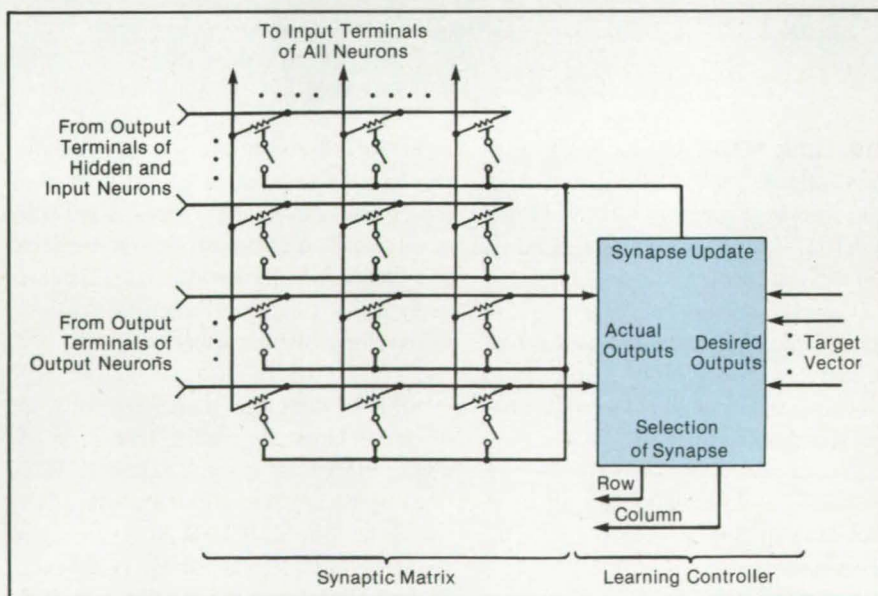 To Input Terminals
of All Neurons
From Output
Terminals of
Hidden and
Input Neurons
From Output
Terminals of
Output Neurons
Synapse Update
Actual
Outputs
Desired
Outputs
Target
Vector
Selection
of Synapse
Row
Column
Synaptic Matrix
Learning Controller